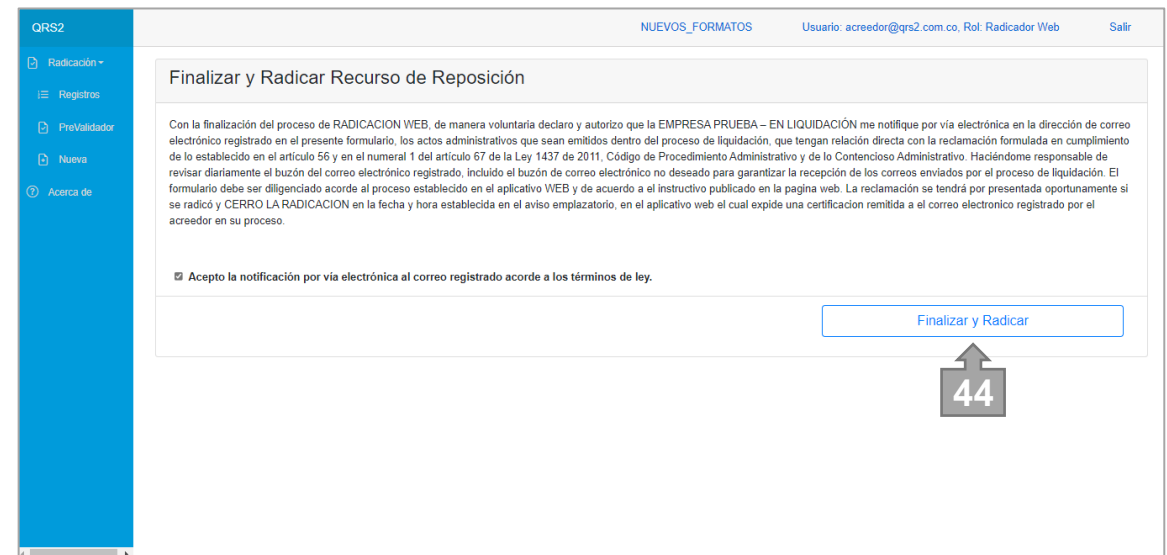 QRS2
NUEVOS_FORMATOS
Usuario: acreedor@qrs2.com.co, Rol: Radicador Web
Salir
Radicación
Registros
PreValidador
Nueva
Acerca de
Finalizar y Radicar Recurso de Reposición
Con la finalización del proceso de RADICACION WEB, de manera voluntaria declaro y autorizo que la EMPRESA PRUEBA – EN LIQUIDACIÓN me notifique por vía electrónica en la dirección de correo
electrónico registrado en el presente formulario, los actos administrativos que sean emitidos dentro del proceso de liquidación, que tengan relación directa con la reclamación formulada en cumplimiento
de lo establecido en el artículo 56 y en el numeral 1 del artículo 67 de la Ley 1437 de 2011, Código de Procedimiento Administrativo y de lo Contencioso Administrativo. Haciéndome responsable de
revisar diariamente el buzón del correo electrónico registrado, incluido el buzón de correo electrónico no deseado para garantizar la recepción de los correos enviados por el proceso de liquidación. El
formulario debe ser diligenciado acorde al proceso establecido en el aplicativo WEB y de acuerdo a el instructivo publicado en la pagina web. La reclamación se tendrá por presentada oportunamente si
se radicó y CERRO LA RADICACION en la fecha y hora establecida en el aviso emplazatorio, en el aplicativo web el cual expide una certificacion remitida a el correo electronico registrado por el
acreedor en su proceso.
Acepto la notificación por vía electrónica al correo registrado acorde a los términos de ley.
Finalizar y Radicar
44